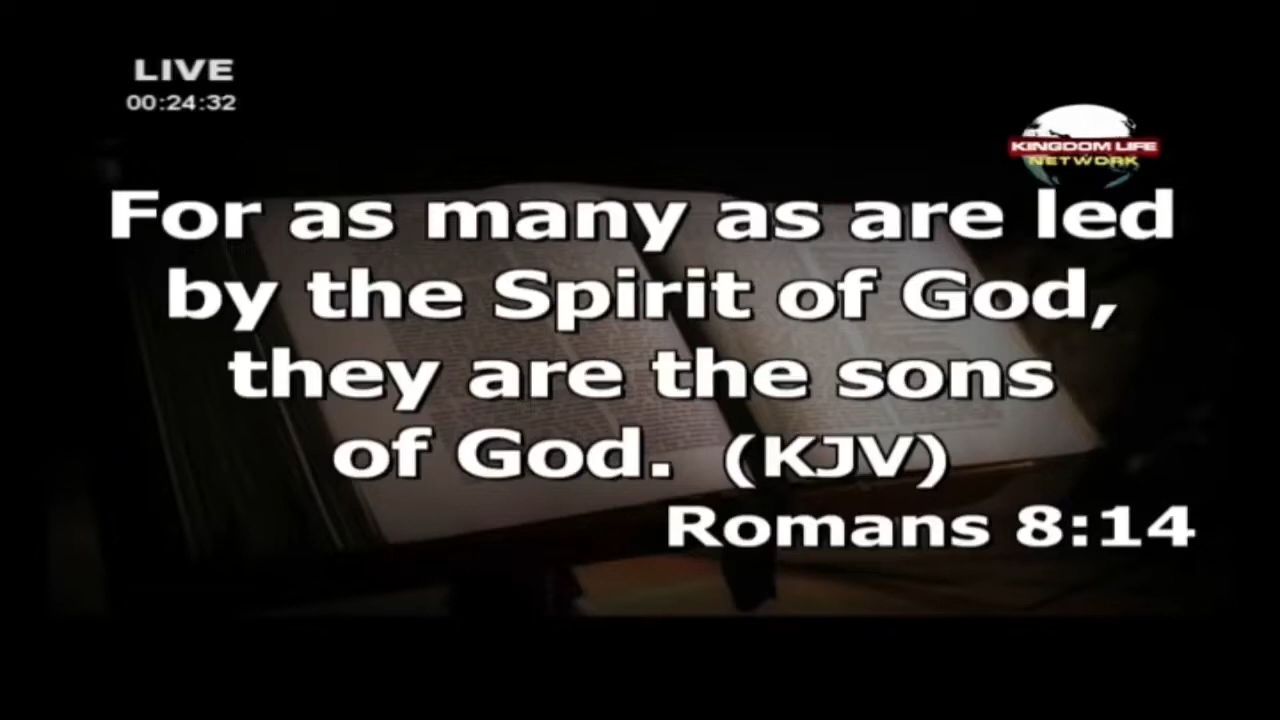 LIVE
00:24:32
KINGDOM LIFE
NETWORK
For as many as are led
by the Spirit of God,
they are the sons
of God. (KJV)
Romans 8:14